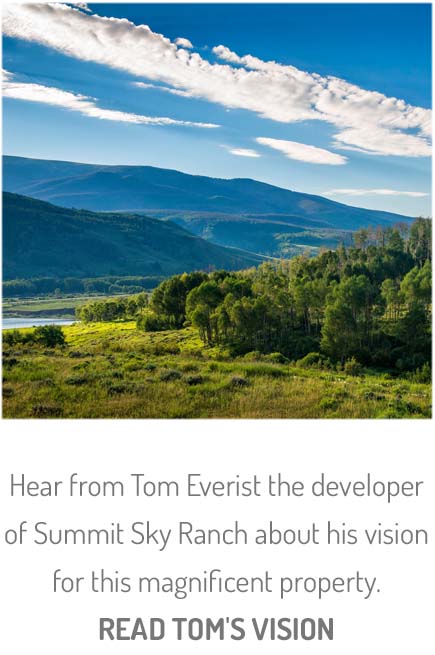 Hear from Tom Everist the developer
of Summit Sky Ranch about his vision
for this magnificent property.
READ TOM'S VISION